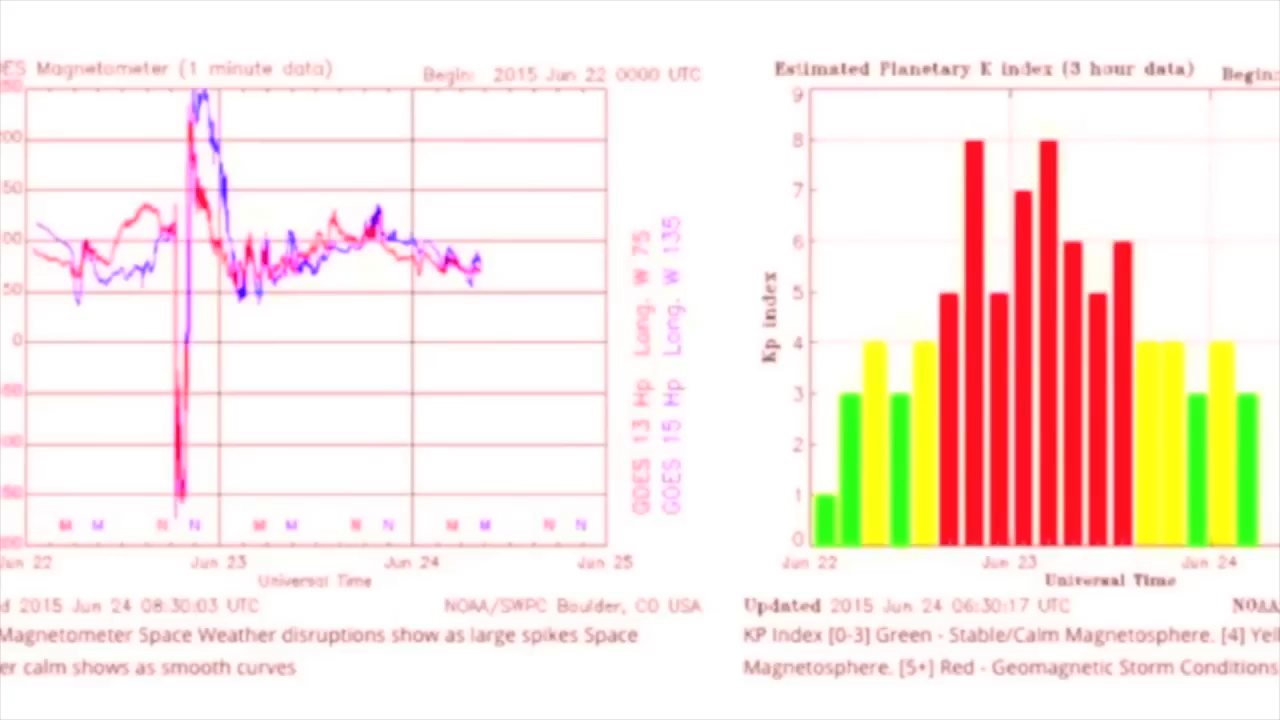 Magnetometer (1 minute data)
Begin: 2015 Jun 22 0000 UTC
0
M M N N M M N N M M N N
Jun 22 Jun 23 Jun 24 Jun 25
Universal Time
GOES 13 Hp Long. W 75
GOES 15 Hp Long. W 135
2015 Jun 24 08:30:03 UTC
NOAA/SWPC Boulder, CO USA
Magnetometer Space Weather disruptions show as large spikes Space
calm shows as smooth curves
Estimated Planetary K index (3 hour data)
Begin:
9
8
7
6
5
4
3
2
1
0
Kp index
Jun 22 Jun 23 Jun 24
Universal Time
Updated 2015 Jun 24 06:30:17 UTC
KP Index [0-3] Green - Stable/Calm Magnetosphere. [4]
Magnetosphere. [5+] Red - Geomagnetic Storm Conditions